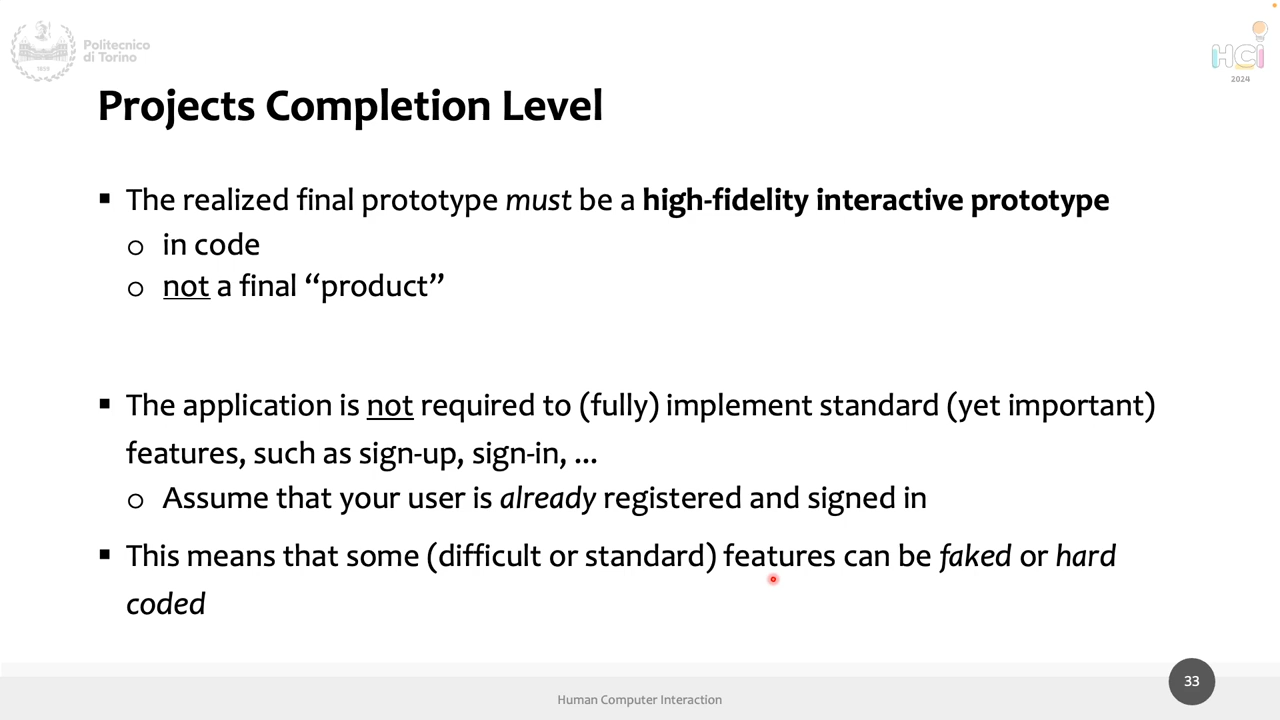 Politecnico
di Torino
1859
HCI
2024
Projects Completion Level
▪ The realized final prototype must be a high-fidelity interactive prototype
o in code
o not a final “product”
▪ The application is not required to (fully) implement standard (yet important)
features, such as sign-up, sign-in, ...
o Assume that your user is already registered and signed in
▪ This means that some (difficult or standard) features can be faked or hard
coded
33
Human Computer Interaction